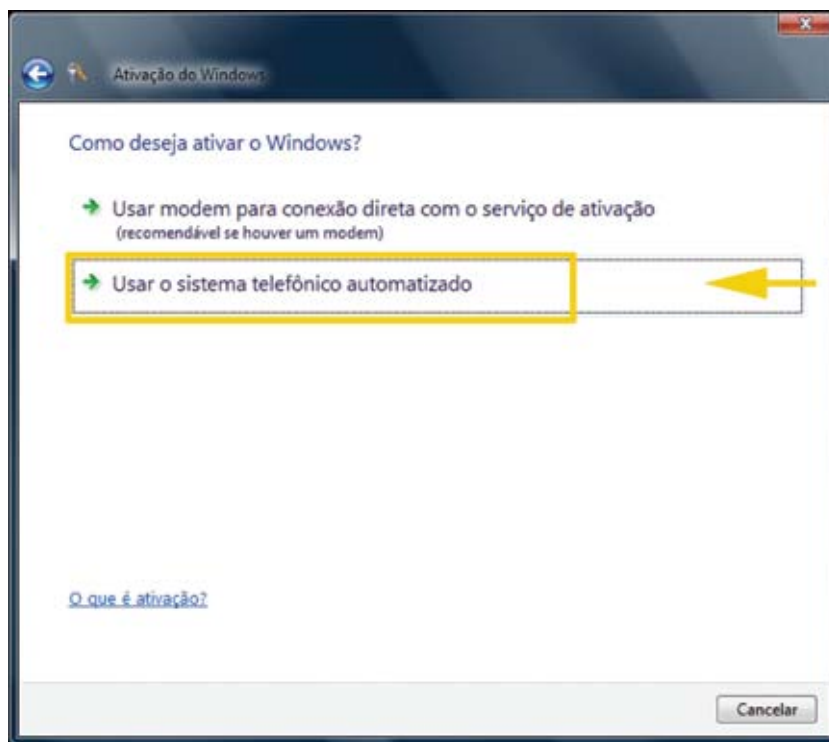 Ativação do Windows
Como deseja ativar o Windows?
Usar modem para conexão direta com o serviço de ativação
(recomendável se houver um modem)
Usar o sistema telefônico automatizado
O que é ativação?
Cancelar